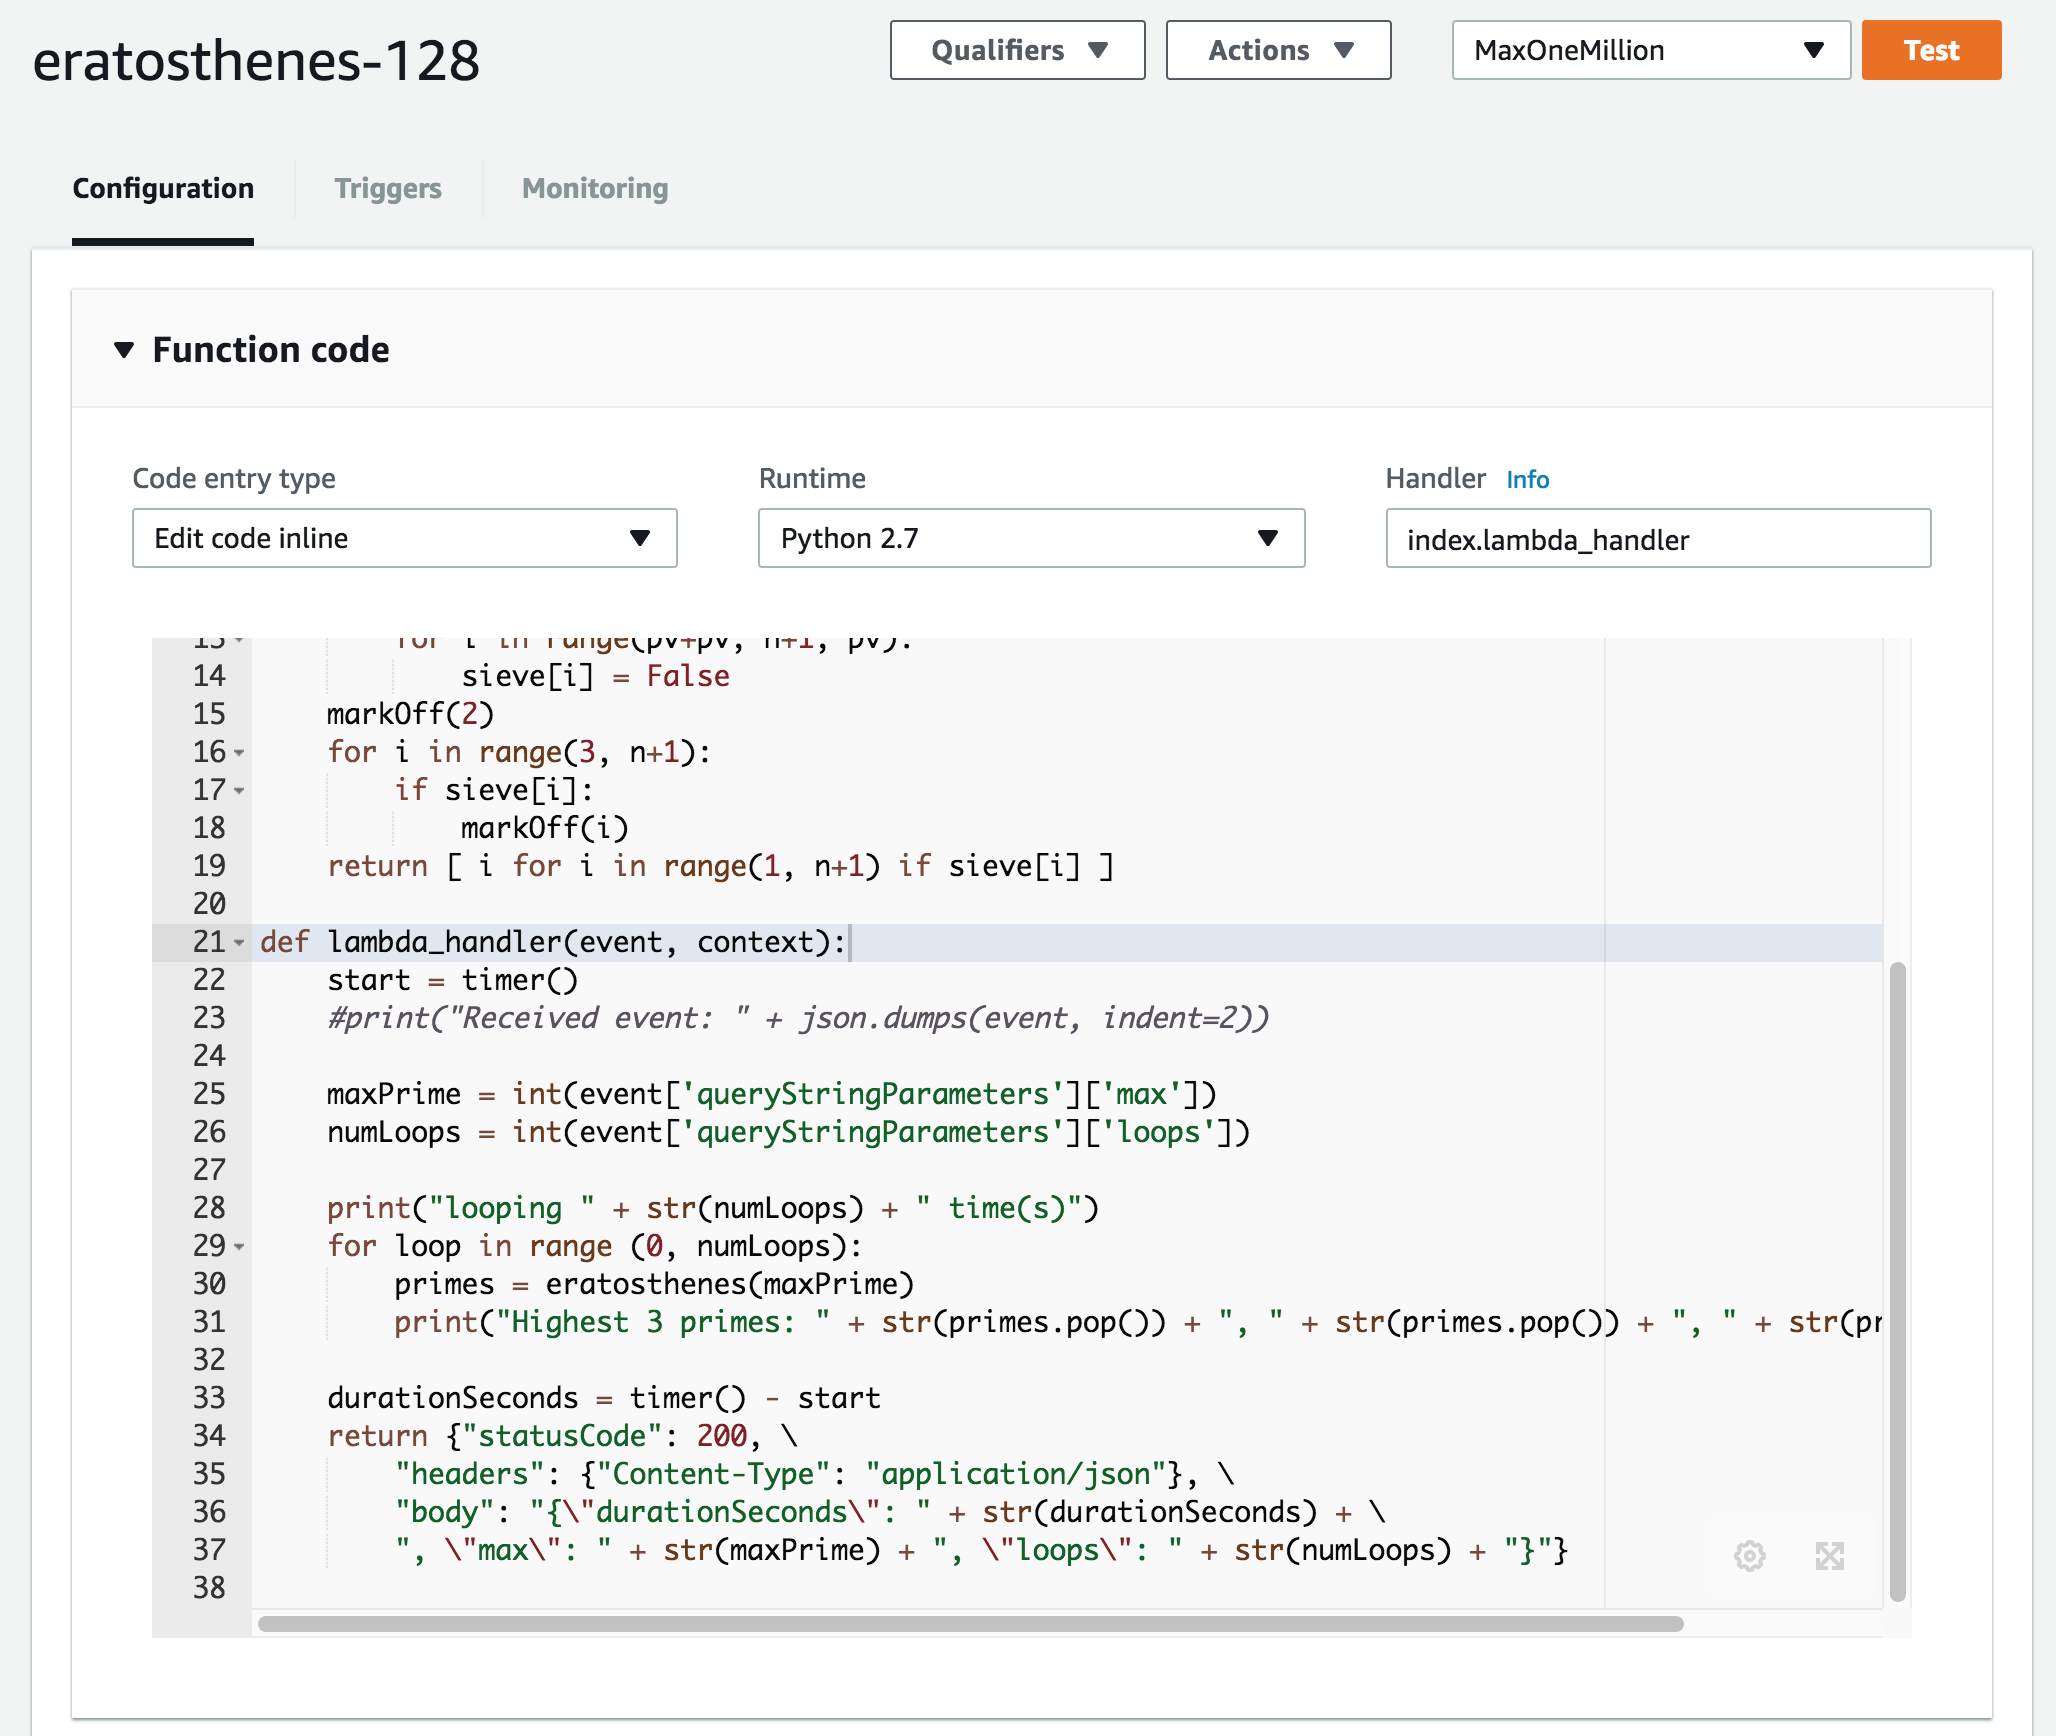 eratosthenes-128
Qualifiers
Actions
MaxOneMillion
Test
Configuration
Triggers
Monitoring
Function code
Code entry type
Runtime
Handler Info
Edit code inline
Python 2.7
index.lambda_handler
13 for i in range(pv+pv, n+1, pv):
14 sieve[i] = False
15 markOff(2)
16 for i in range(3, n+1):
17 if sieve[i]:
18 markOff(i)
19 return [ i for i in range(1, n+1) if sieve[i] ]
20
21 def lambda_handler(event, context):
22 start = timer()
23 #print("Received event: " + json.dumps(event, indent=2))
24
25 maxPrime = int(event['queryStringParameters']['max'])
26 numLoops = int(event['queryStringParameters']['loops'])
27
28 print("looping " + str(numLoops) + " time(s)")
29 for loop in range (0, numLoops):
30 primes = eratosthenes(maxPrime)
31 print("Highest 3 primes: " + str(primes.pop()) + ", " + str(primes.pop()) + ", " + str(pr
32
33 durationSeconds = timer() - start
34 return {"statusCode": 200, \
35 "headers": {"Content-Type": "application/json"}, \
36 "body": "{\"durationSeconds\": " + str(durationSeconds) + \
37 ", \"max\": " + str(maxPrime) + ", \"loops\": " + str(numLoops) + "}"}
38